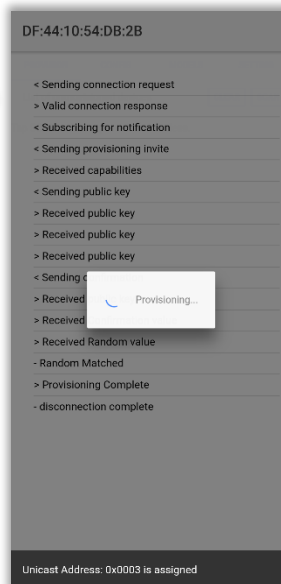 DF:44:10:54:DB:2B
< Sending connection request
> Valid connection response
< Subscribing for notification
< Sending provisioning invite
> Received capabilities
< Sending public key
> Received public key
> Received public key
> Received public key
< Sending
> Received
> Received
Provisioning...
> Received Random value
- Random Matched
> Provisioning Complete
- disconnection complete
Unicast Address: 0x0003 is assigned